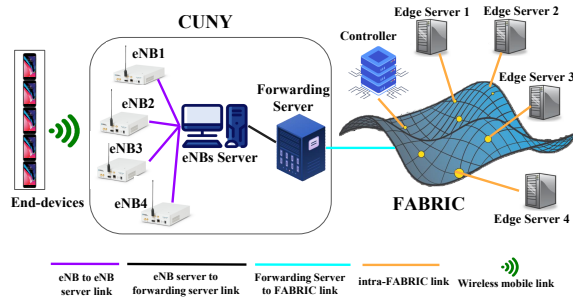 CUNY
eNB1
eNB2
eNB3
eNB4
eNBs Server
Forwarding
Server
End-devices
Controller
Edge Server 1
Edge Server 2
Edge Server 3
Edge Server 4
FABRIC
eNB to eNB
server link
eNB server to
forwarding server link
Forwarding Server
to FABRIC link
intra-FABRIC link
Wireless mobile link